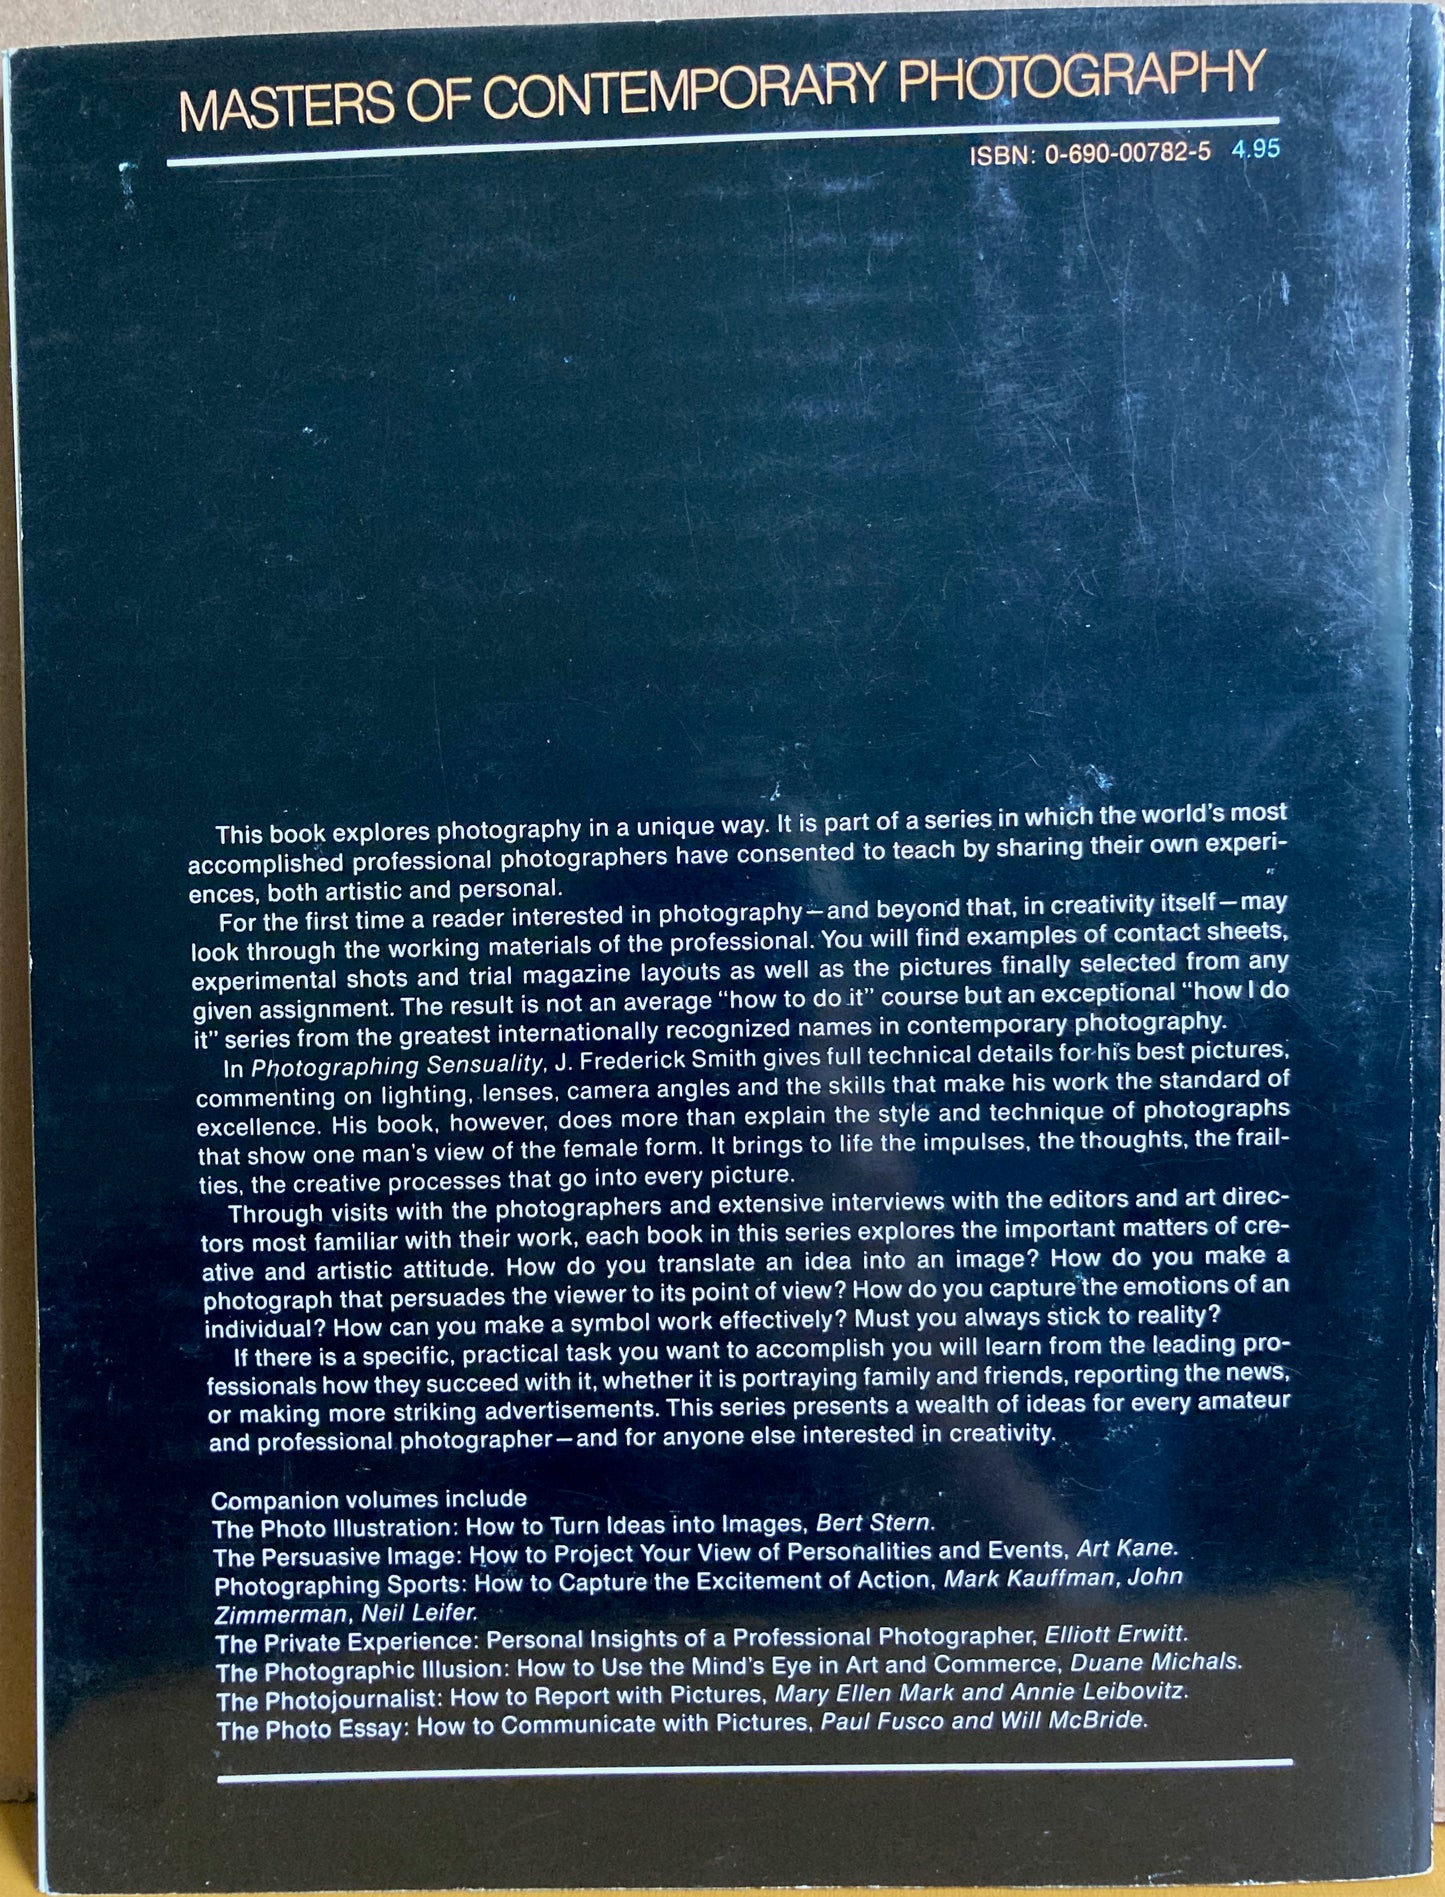 MASTERS OF CONTEMPORARY PHOTOGRAPHY
ISBN: 0-690-00782-5 4.95
This book explores photography in a unique way. It is part of a series in which the world's most
accomplished professional photographers have consented to teach by sharing their own experi-
ences, both artistic and personal.
For the first time a reader interested in photography—and beyond that, in creativity itself—may
look through the working materials of the professional. You will find examples of contact sheets,
experimental shots and trial magazine layouts as well as the pictures finally selected from any
given assignment. The result is not an average "how to do it" course but an exceptional "how I do
it" series from the greatest internationally recognized names in contemporary photography.
In Photographing Sensuality, J. Frederick Smith gives full technical details for his best pictures,
commenting on lighting, lenses, camera angles and the skills that make his work the standard of
excellence. His book, however, does more than explain the style and technique of photographs
that show one man's view of the female form. It brings to life the impulses, the thoughts, the frail-
ties, the creative processes that go into every picture.
Through visits with the photographers and extensive interviews with the editors and art direc-
tors most familiar with their work, each book in this series explores the important matters of cre-
ative and artistic attitude. How do you translate an idea into an image? How do you make a
photograph that persuades the viewer to its point of view? How do you capture the emotions of an
individual? How can you make a symbol work effectively? Must you always stick to reality?
If there is a specific, practical task you want to accomplish you will learn from the leading pro-
fessionals how they succeed with it, whether it is portraying family and friends, reporting the news,
or making more striking advertisements. This series presents a wealth of ideas for every amateur
and professional photographer—and for anyone else interested in creativity.
Companion volumes include
The Photo Illustration: How to Turn Ideas into Images, Bert Stern.
The Persuasive Image: How to Project Your View of Personalities and Events, Art Kane.
Photographing Sports: How to Capture the Excitement of Action, Mark Kauffman, John
Zimmerman, Neil Leifer.
The Private Experience: Personal Insights of a Professional Photographer, Elliott Erwitt.
The Photographic Illusion: How to Use the Mind's Eye in Art and Commerce, Duane Michals.
The Photojournalist: How to Report with Pictures, Mary Ellen Mark and Annie Leibovitz.
The Photo Essay: How to Communicate with Pictures, Paul Fusco and Will McBride.